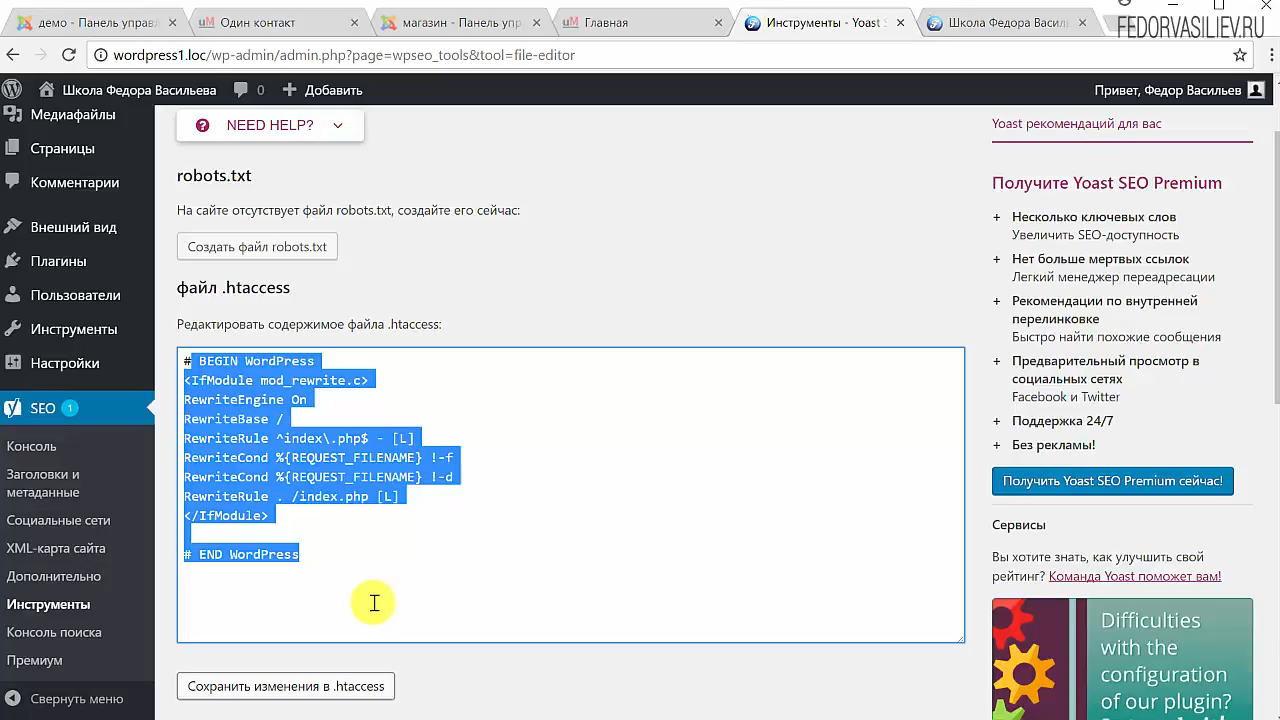 демо - Панель управл
Один контакт
магазин - Панель упр
Главная
Инструменты - Yoast S
Школа Федора Васил
FEDORVASILIEV.RU
wordpress1.loc/wp-admin/admin.php?page=wpseo_tools&tool=file-editor
Школа Федора Васильева
0
Добавить
Привет, Федор Васильев
Медиафайлы
Страницы
Комментарии
Внешний вид
Плагины
Пользователи
Инструменты
Настройки
SEO 1
Консоль
Заголовки и
метаданные
Социальные сети
XML-карта сайта
Дополнительно
Инструменты
Консоль поиска
Премиум
Свернуть меню
NEED HELP?
robots.txt
На сайте отсутствует файл robots.txt, создайте его сейчас:
Создать файл robots.txt
файл .htaccess
Редактировать содержимое файла .htaccess:
# BEGIN WordPress
<IfModule mod_rewrite.c>
RewriteEngine On
RewriteBase /
RewriteRule ^index\.php$ - [L]
RewriteCond %{REQUEST_FILENAME} !-f
RewriteCond %{REQUEST_FILENAME} !-d
RewriteRule . /index.php [L]
</IfModule>
# END WordPress
Сохранить изменения в .htaccess
Yoast рекомендаций для вас
Получите Yoast SEO Premium
+ Несколько ключевых слов
Увеличить SEO-доступность
+ Нет больше мертвых ссылок
Легкий менеджер переадресации
+ Рекомендации по внутренней
перелинковке
Быстро найти похожие сообщения
+ Предварительный просмотр в
социальных сетях
Facebook и Twitter
+ Поддержка 24/7
+ Без рекламы!
Получить Yoast SEO Premium сейчас!
Сервисы
Вы хотите знать, как улучшить свой
рейтинг? Команда Yoast поможет вам!
Difficulties
with the
configuration
of our plugin?